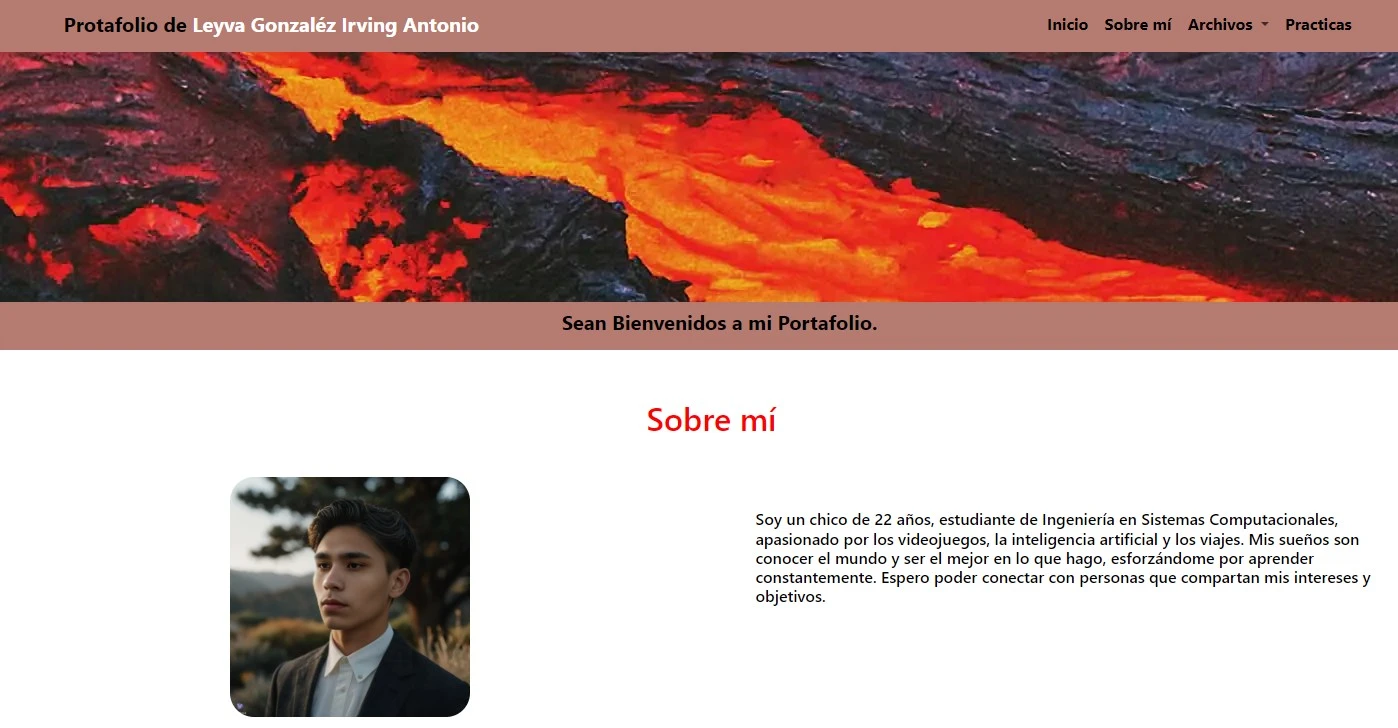 Protafolio de Leyva Gonzaléz Irving Antonio
Inicio Sobre mí Archivos Practicas
Sean Bienvenidos a mi Portafolio.
Sobre mí
Soy un chico de 22 años, estudiante de Ingeniería en Sistemas Computacionales,
apasionado por los videojuegos, la inteligencia artificial y los viajes. Mis sueños son
conocer el mundo y ser el mejor en lo que hago, esforzándome por aprender
constantemente. Espero poder conectar con personas que compartan mis intereses y
objetivos.